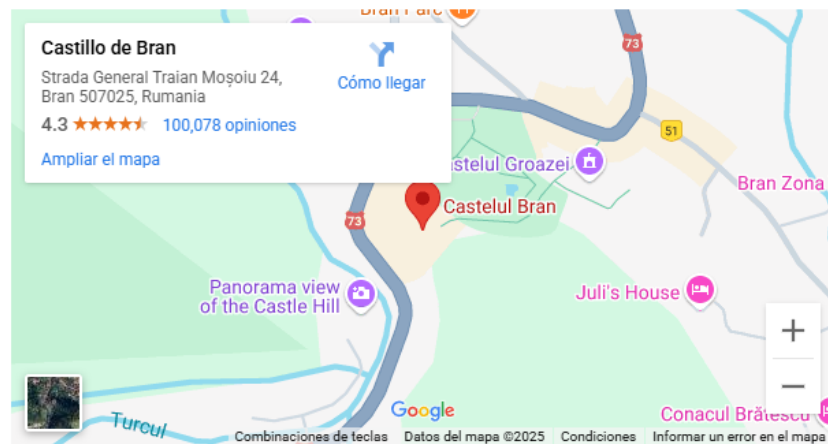 Bran Parc
Castillo de Bran
Strada General Traian Moșoiu 24,
Bran 507025, Rumania
4.3
100,078 opiniones
Ampliar el mapa
Cómo llegar
73
51
astelul Groazei
Bran Zona
Castelul Bran
73
Panorama view
of the Castle Hill
Juli's House
+
−
Google
Conacul Brătescu
Turcul
Combinaciones de teclas
Datos del mapa ©2025
Condiciones
Informar un error en el maps